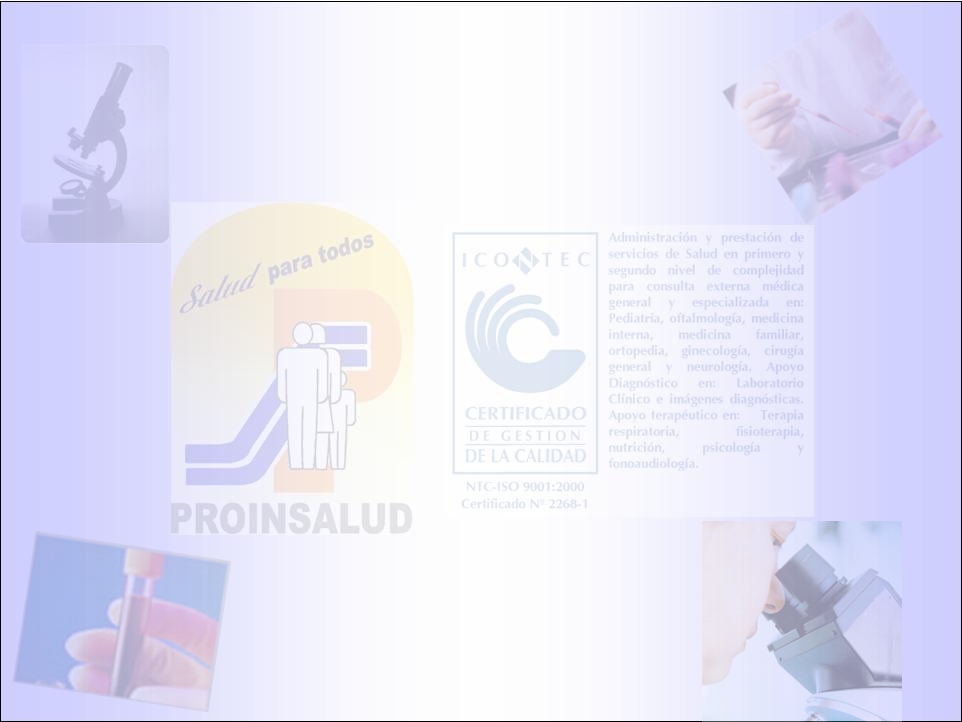 Salud para todos
PROINSALUD
ICONTEC
CERTIFICADO
DE GESTION
DE LA CALIDAD
NTC-ISO 9001:2000
Certificado Nº 2268-1
Administración y prestación de
servicios de Salud en primero y
segundo nivel de complejidad
para consulta externa médica
general y especializada en:
Pediatría, oftalmología, medicina
interna, medicina familiar,
ortopedia, ginecología, cirugía
general y neurología. Apoyo
Diagnóstico en: Laboratorio
Clínico e imágenes diagnósticas.
Apoyo terapéutico en: Terapia
respiratoria, fisioterapia,
nutrición, psicología y
fonoaudiología.